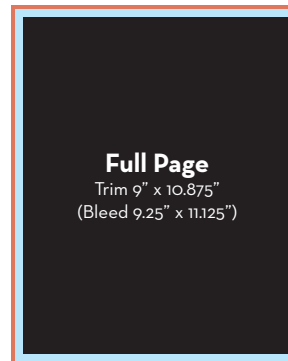 Full Page
Trim 9” x 10.875”
(Bleed 9.25” x 11.125”)